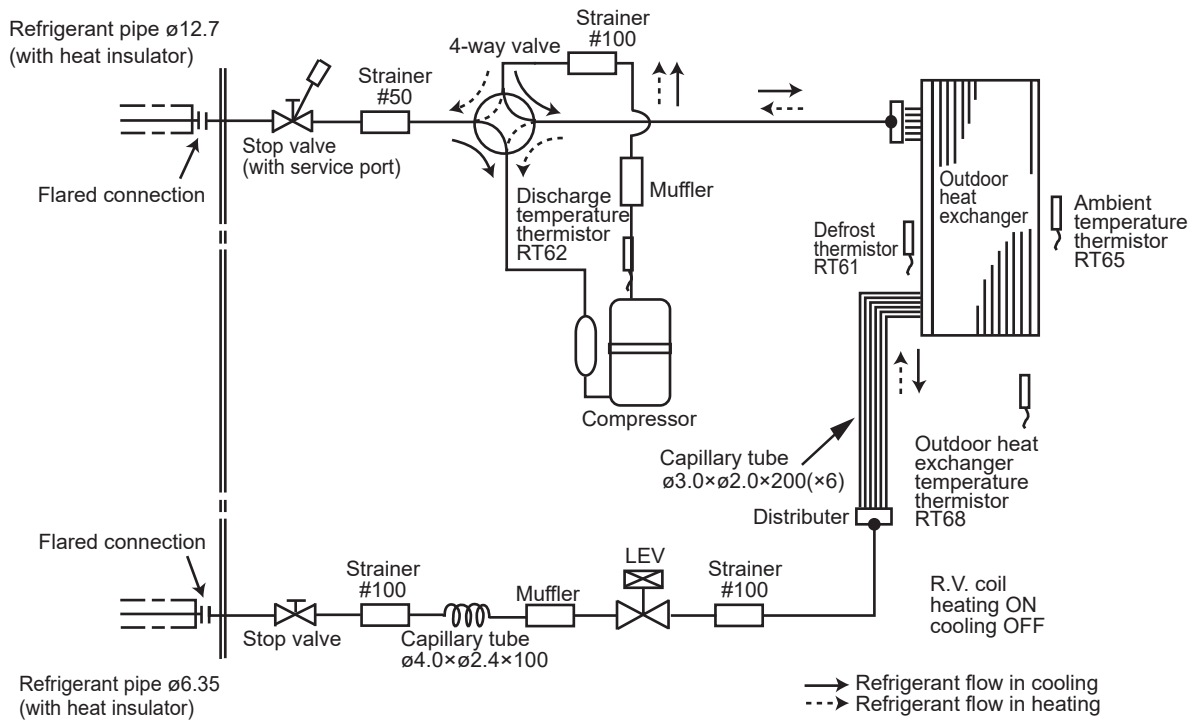 Refrigerant pipe ø12.7
(with heat insulator)
Strainer
#100
4-way valve
Strainer
#50
Stop valve
(with service port)
Flared connection
Muffler
Discharge
temperature
thermistor
RT62
Compressor
Outdoor
heat
exchanger
Defrost
thermistor
RT61
Ambient
temperature
thermistor
RT65
Capillary tube
ø3.0×ø2.0×200(×6)
Outdoor heat
exchanger
temperature
thermistor
RT68
Distributer
Flared connection
Strainer
#100
Stop valve
Capillary tube
ø4.0×ø2.4×100
Muffler
LEV
Strainer
#100
R.V. coil
heating ON
cooling OFF
Refrigerant pipe ø6.35
(with heat insulator)
Refrigerant flow in cooling
Refrigerant flow in heating